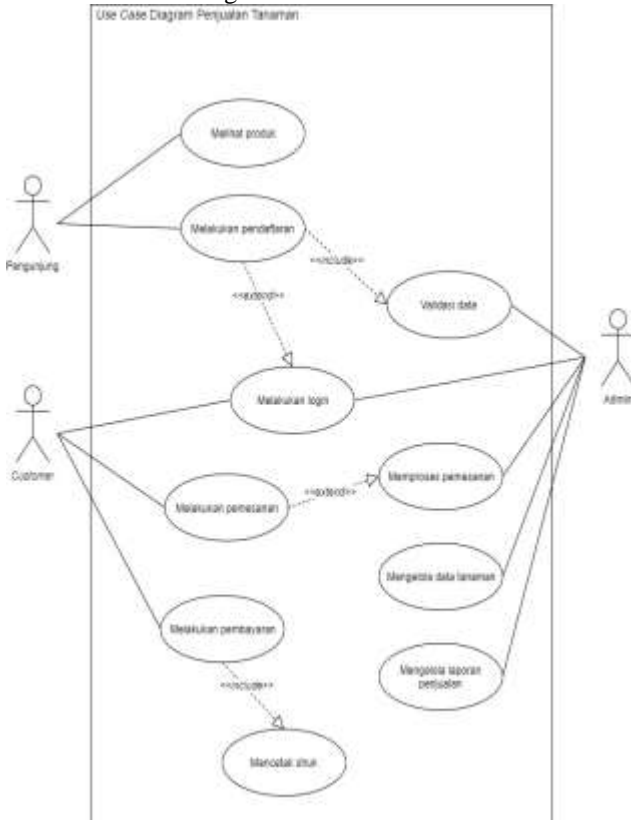 Use Case Diagram Penjualan Tanaman
Melihat produk
Pengunjung
Melakukan pendaftaran
<<include>>
<<extend>>
Validasi data
Admin
Melakukan login
Customer
Memproses pemesanan
<<extend>>
Melakukan pemesanan
Mengelola data tanaman
Melakukan pembayaran
Mengelola laporan
penjualan
<<include>>
Mencetak struk